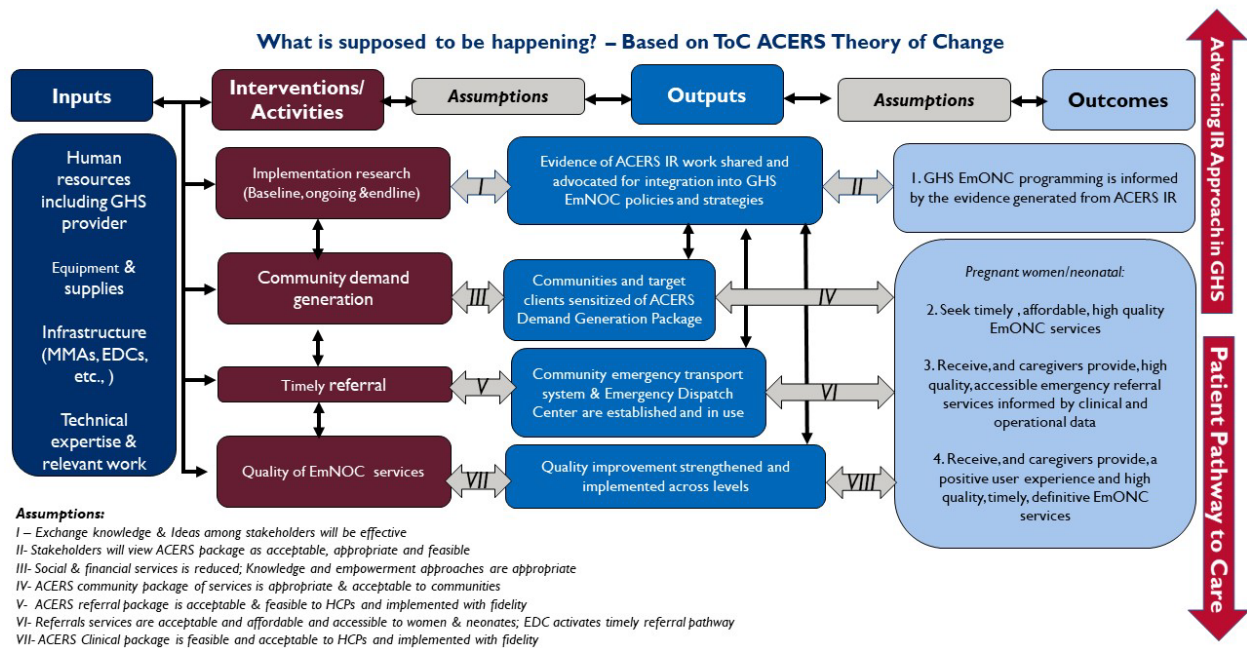 What is supposed to be happening? – Based on ToC ACERS Theory of Change
Inputs
Interventions/
Activities
Assumptions
Outputs
Assumptions
Outcomes
Human
resources
including GHS
provider
Equipment &
supplies
Infrastructure
(MMAs, EDCs,
etc., )
Technical
expertise &
relevant work
Implementation research
(Baseline, ongoing &endline)
I
Evidence of ACERS IR work shared and
advocated for integration into GHS
EmNOC policies and strategies
II
1. GHS EmONC programming is informed
by the evidence generated from ACERS IR
Community demand
generation
III
Communities and target
clients sensitized of ACERS
Demand Generation Package
IV
Timely referral
V
Community emergency transport
system & Emergency Dispatch
Center are established and in use
VI
Quality of EmNOC services
VII
Quality improvement strengthened and
implemented across levels
VIII
Pregnant women/neonatal:
2. Seek timely , affordable, high quality
EmONC services
3. Receive, and caregivers provide, high
quality, accessible emergency referral
services informed by clinical and
operational data
4. Receive, and caregivers provide, a
positive user experience and high
quality, timely, definitive EmONC
services
Advancing IR Approach in GHS
Patient Pathway to Care
Assumptions:
I – Exchange knowledge & Ideas among stakeholders will be effective
II- Stakeholders will view ACERS package as acceptable, appropriate and feasible
III- Social & financial services is reduced; Knowledge and empowerment approaches are appropriate
IV- ACERS community package of services is appropriate & acceptable to communities
V- ACERS referral package is acceptable & feasible to HCPs and implemented with fidelity
VI- Referrals services are acceptable and affordable and accessible to women & neonates; EDC activates timely referral pathway
VII- ACERS Clinical package is feasible and acceptable to HCPs and implemented with fidelity